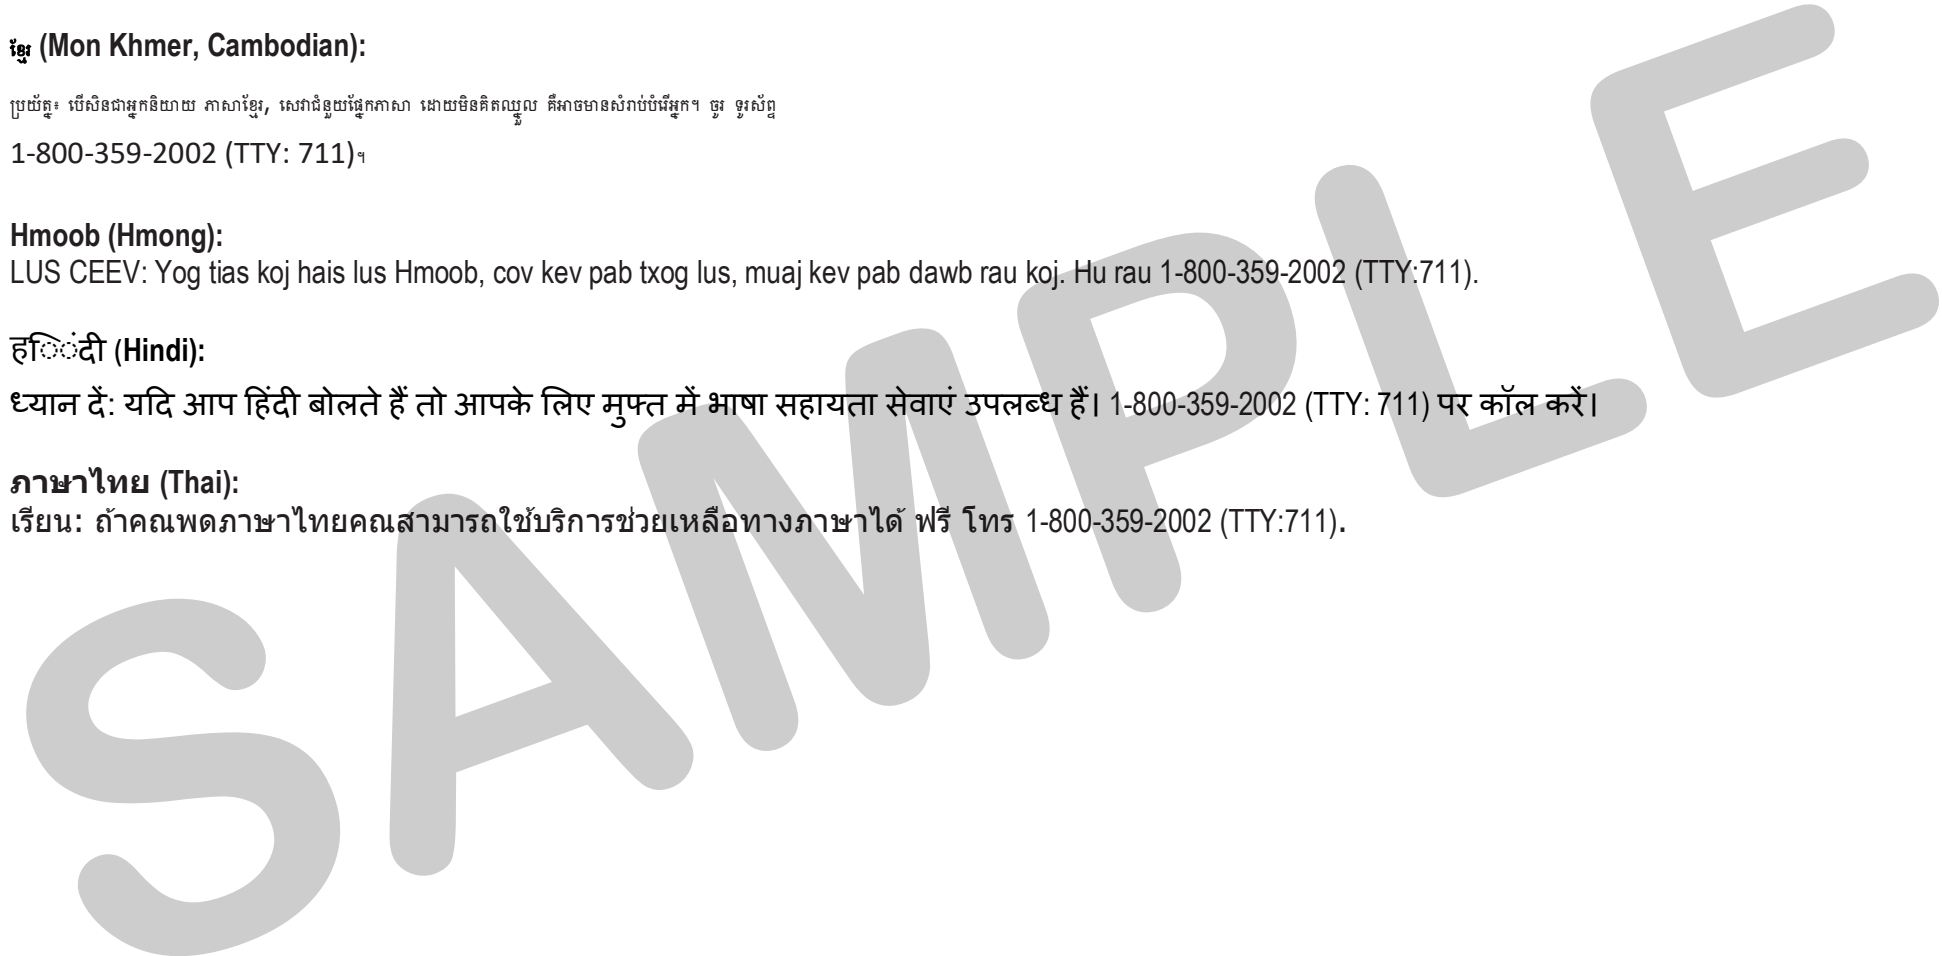 ខ្មែរ (Mon Khmer, Cambodian):
ប្រយ័ត្ន៖ បើសិនជាអ្នកនិយាយ ភាសាខ្មែរ, សេវាជំនួយផ្នែកភាសា ដោយមិនគិតឈ្នួល គឺអាចមានសំរាប់បំរើអ្នក។ ចូរ ទូរស័ព្ទ
1-800-359-2002 (TTY: 711)។
Hmoob (Hmong):
LUS CEEV: Yog tias koj hais lus Hmoob, cov kev pab txog lus, muaj kev pab dawb rau koj. Hu rau 1-800-359-2002 (TTY:711).
हिंिदी (Hindi):
ध्यान दें: यदि आप हिंदी बोलते हैं तो आपके लिए मुफ्त में भाषा सहायता सेवाएं उपलब्ध हैं। 1-800-359-2002 (TTY: 711) पर कॉल करें।
ภาษาไทย (Thai):
เรียน: ถ้าคณพดภาษาไทยคณสามารถใช้บริการช่วยเหลือทางภาษาได้ ฟรี โทร 1-800-359-2002 (TTY:711).
SAMPLE